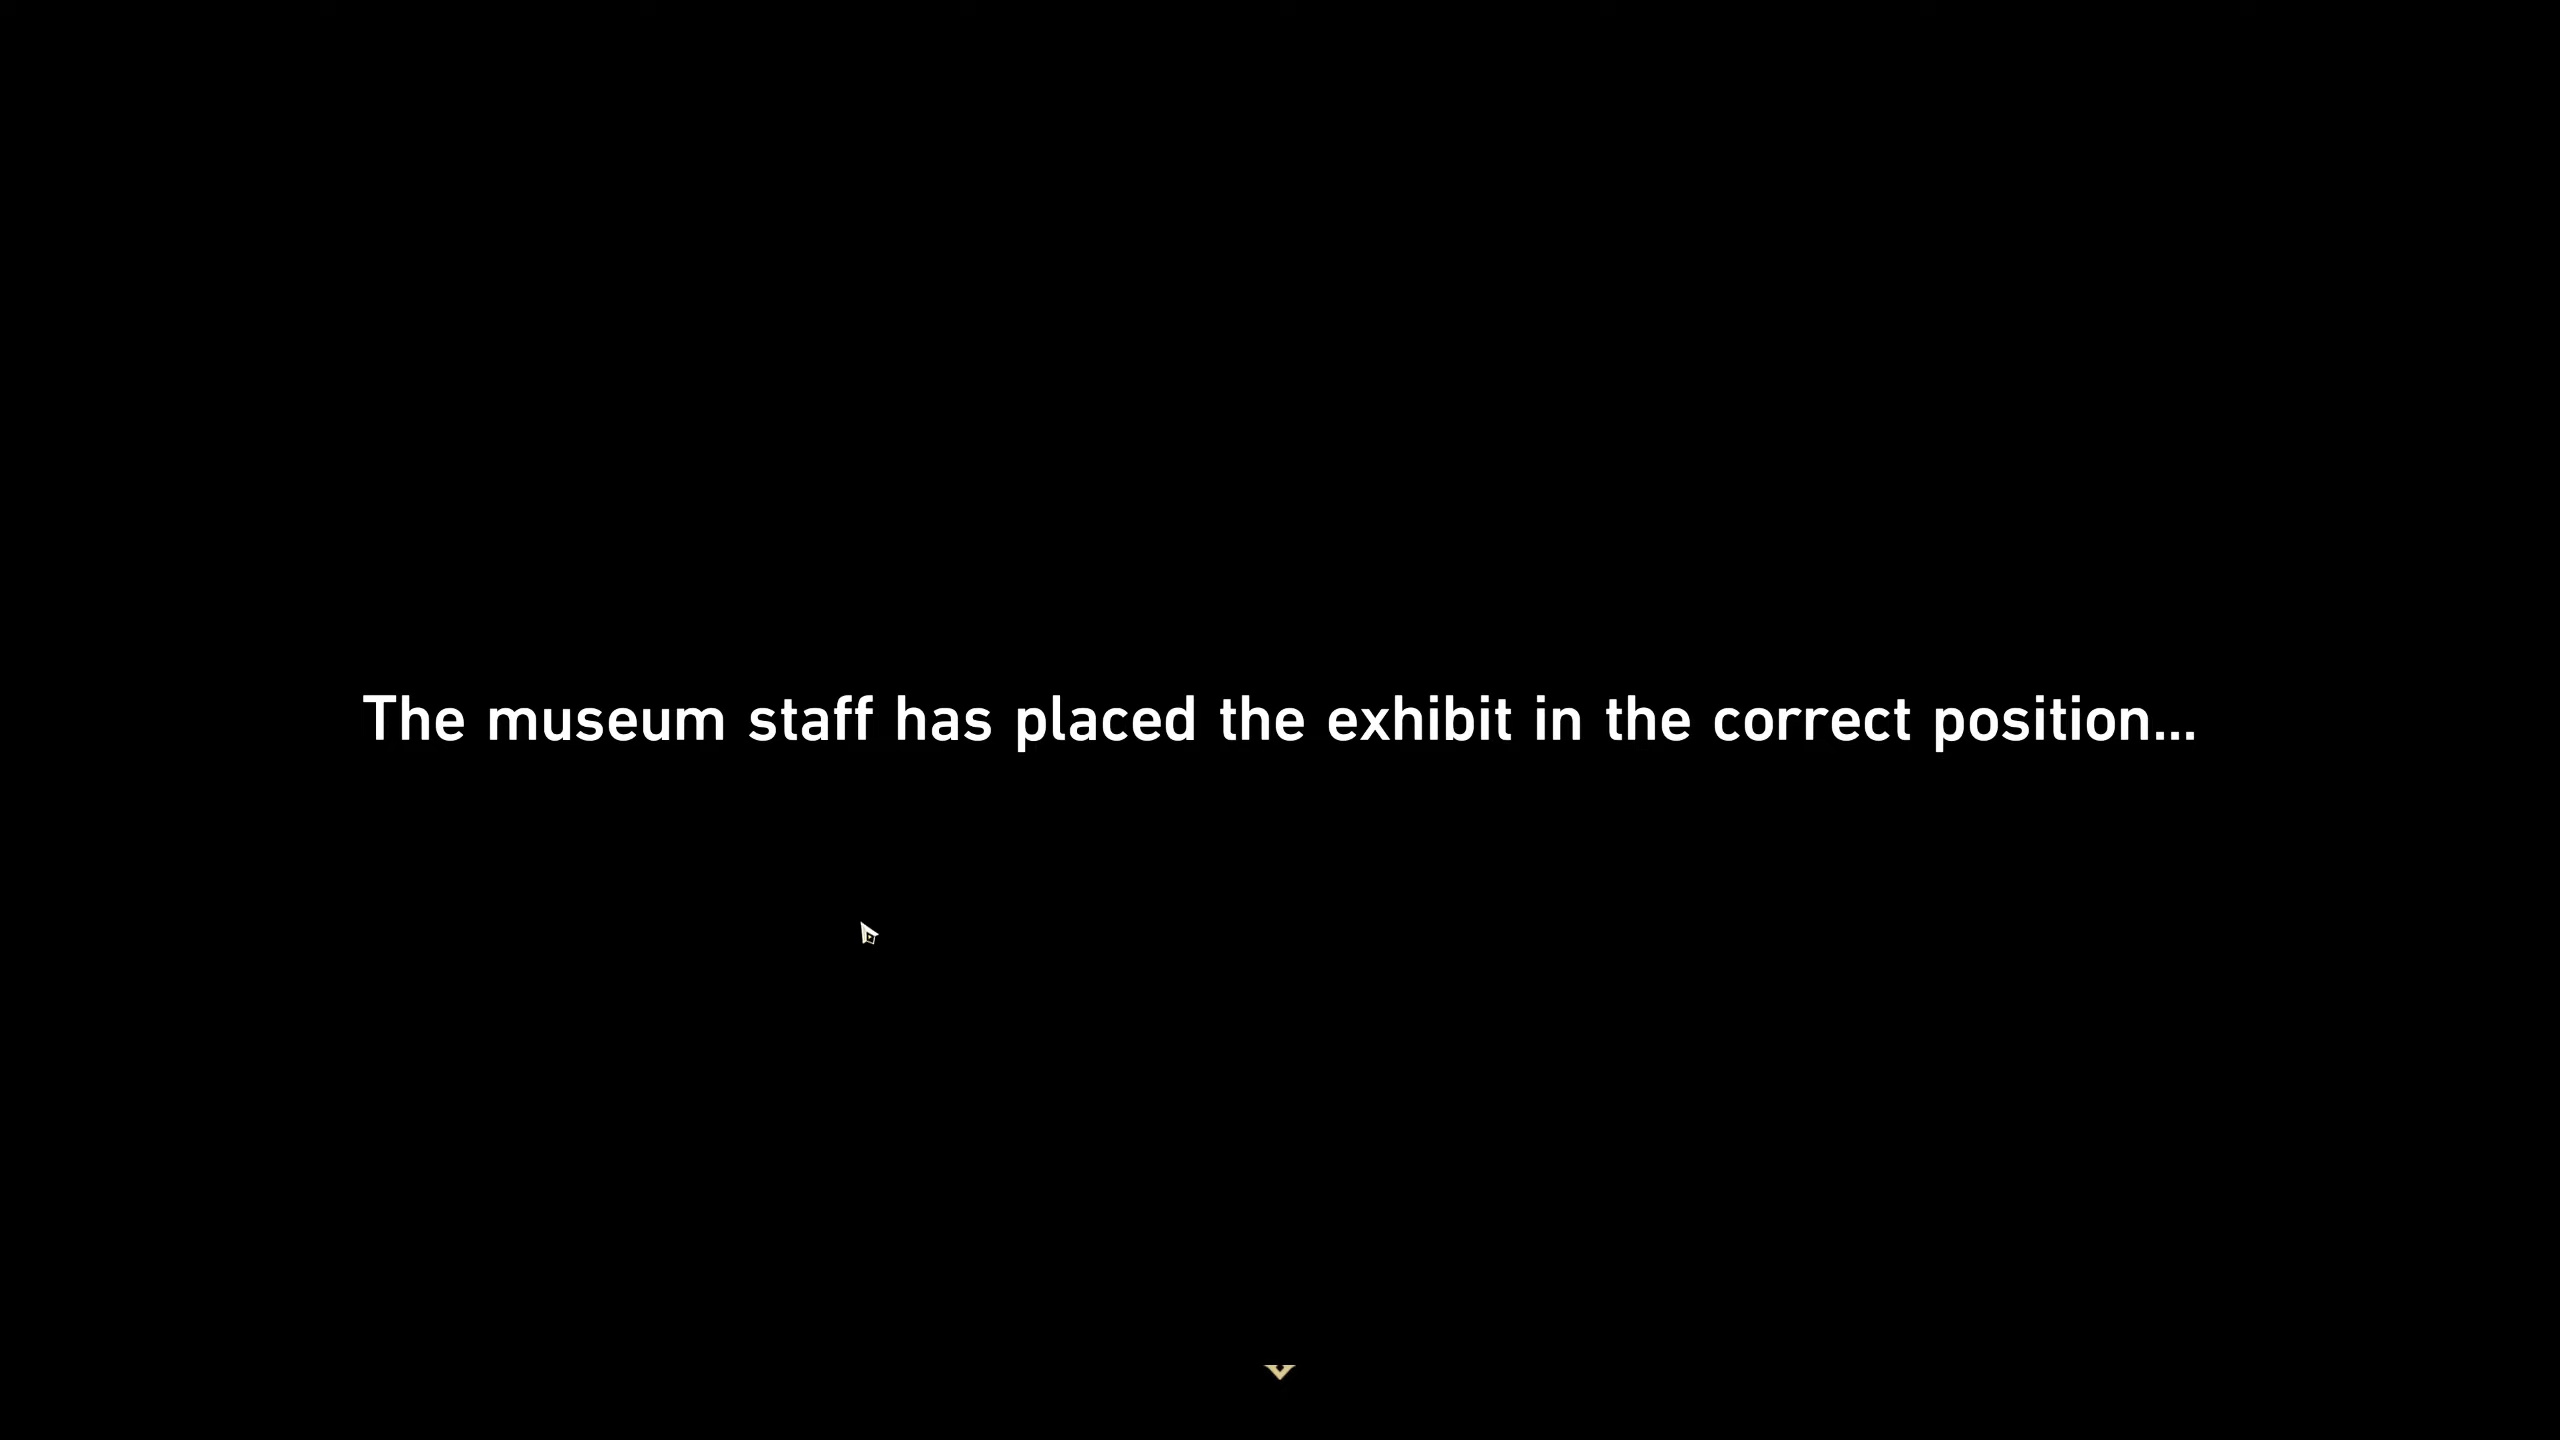 The museum staff has placed the exhibit in the correct position...